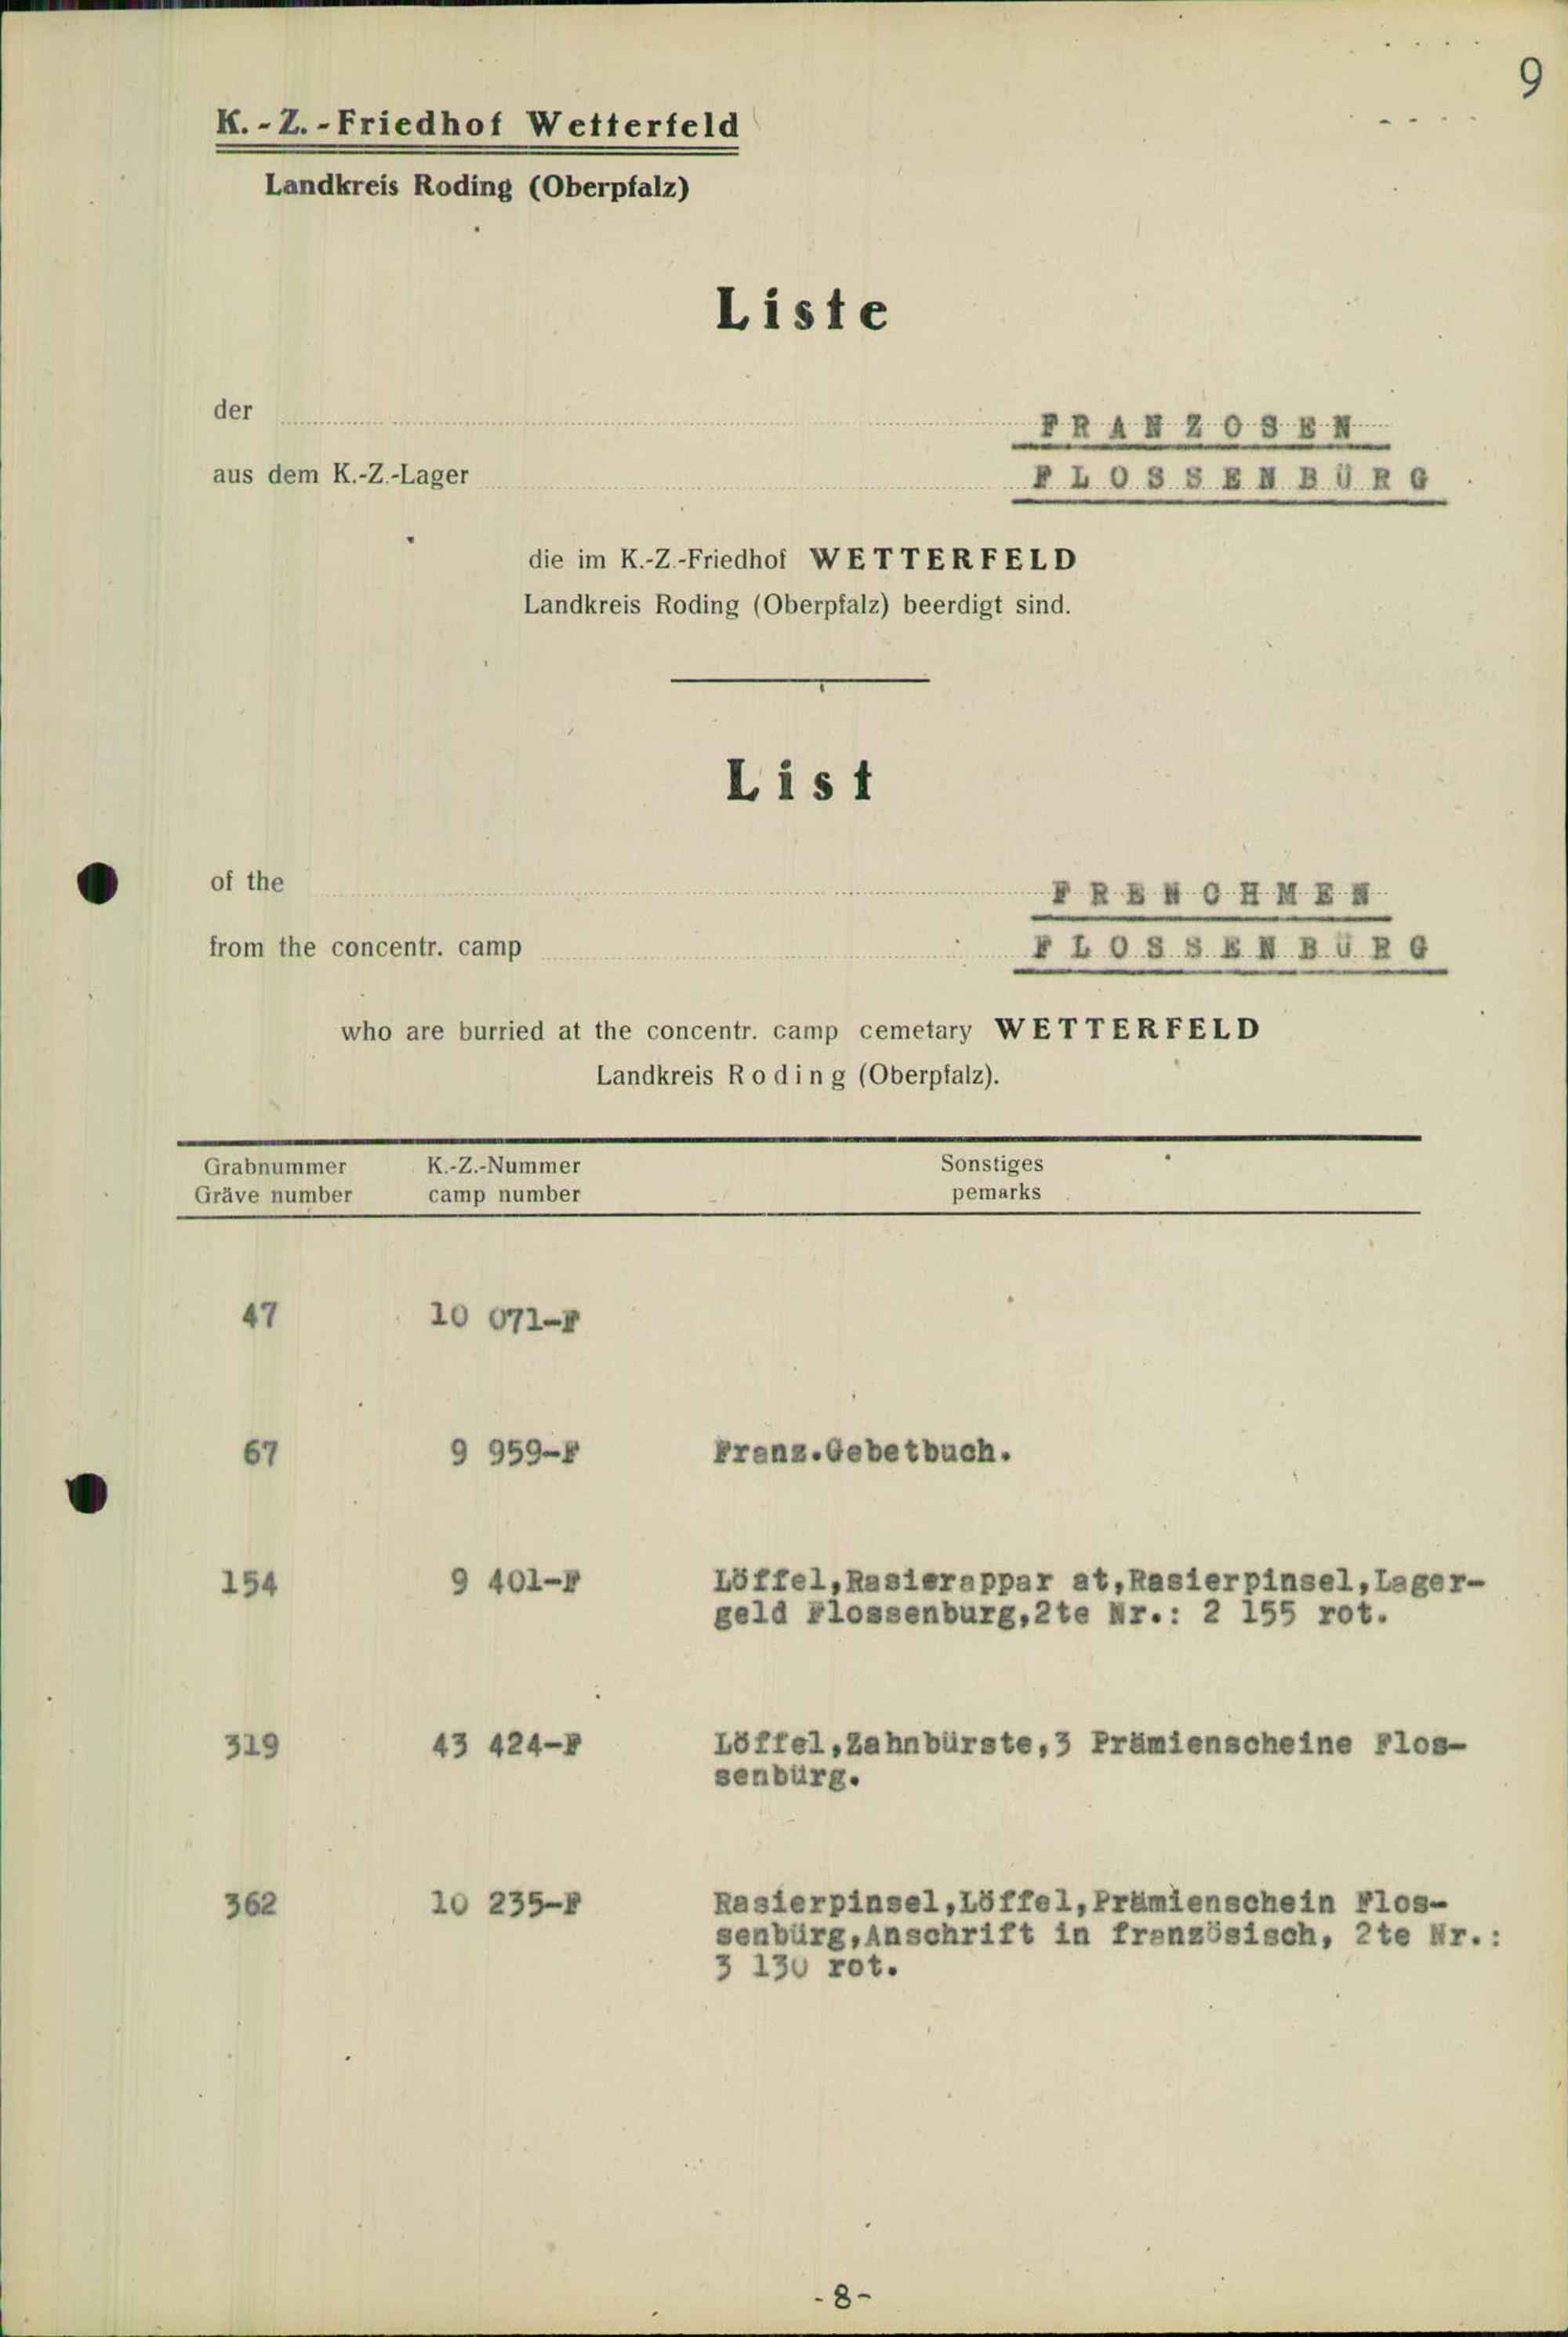 9
K.-Z.-Friedhof Wetterfeld
Landkreis Roding (Oberpfalz)
Liste
der FRANZOSEN
aus dem K.-Z.-Lager FLOSSENBÜRG
die im K.-Z.-Friedhof WETTERFELD
Landkreis Roding (Oberpfalz) beerdigt sind.
List
of the FRENCHMEN
from the concentr. camp FLOSSENBÜRG
who are burried at the concentr. camp cemetary WETTERFELD
Landkreis Roding (Oberpfalz).
Grabnummer K.-Z.-Nummer Sonstiges
Gräve number camp number pemarks
47 10 071-F
67 9 959-F Franz.Gebetbuch.
154 9 401-F Löffel,Rasierappar at,Rasierpinsel,Lager-
geld Flossenburg,2te Nr.: 2 155 rot.
319 43 424-F Löffel,Zahnbürste,3 Prämienscheine Flos-
senbürg.
362 10 235-F Rasierpinsel,Löffel,Prämienschein Flos-
senbürg,Anschrift in französisch, 2te Nr.:
3 130 rot.
-8-